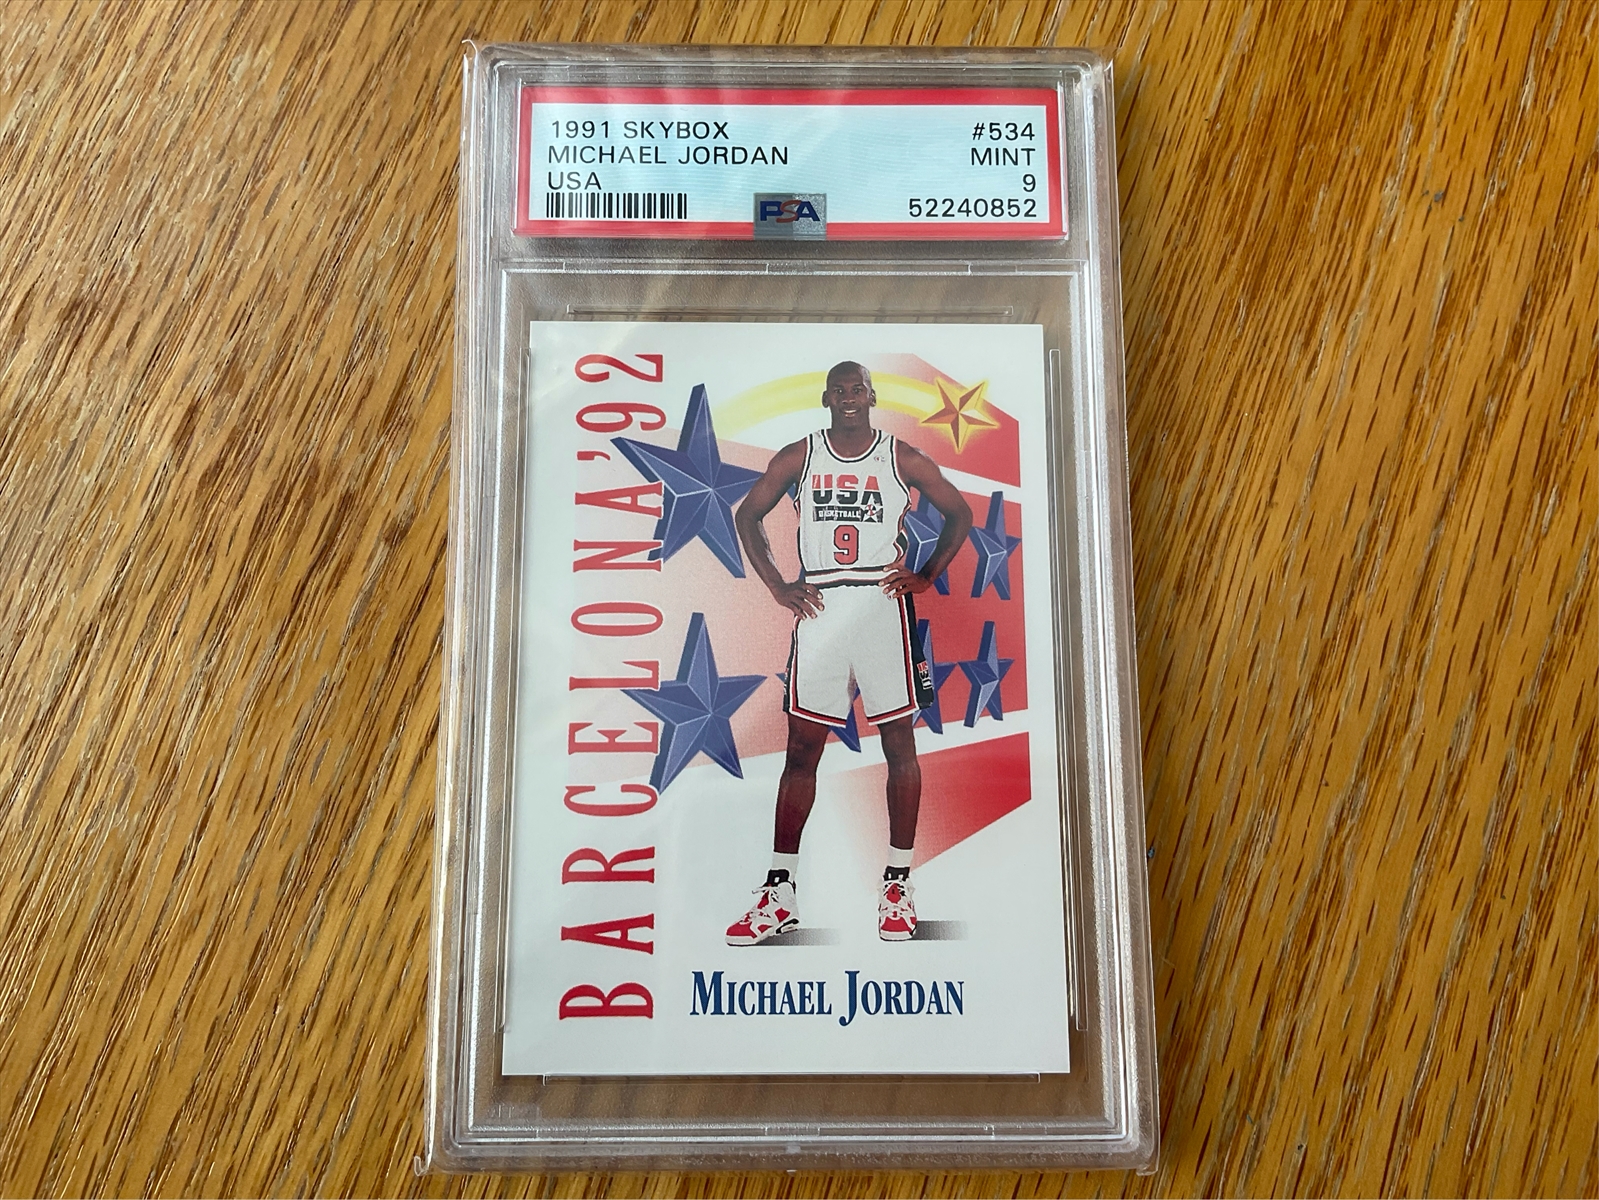 1991 SKYBOX #534
MICHAEL JORDAN MINT
USA 9
PSA 52240852
BARCELONA '92
USA
BASKETBALL
9
MICHAEL JORDAN